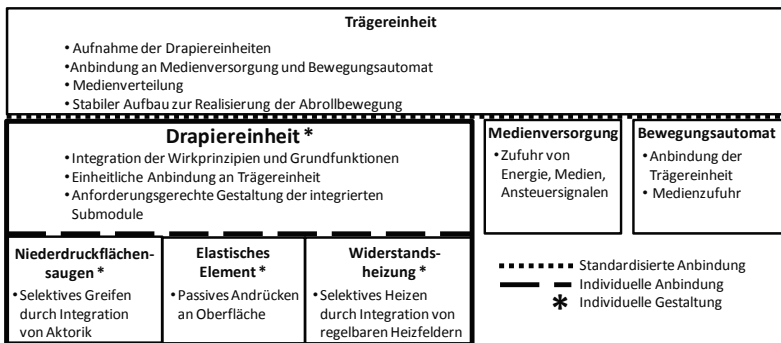 Trägereinheit
• Aufnahme der Drapiereinheiten
•Anbindung an Medienversorgung und Bewegungsautomat
• Medienverteilung
• Stabiler Aufbau zur Realisierung der Abrollbewegung
Drapiereinheit *
• Integration der Wirkprinzipien und Grundfunktionen
• Einheitliche Anbindung an Trägereinheit
• Anforderungsgerechte Gestaltung der integrierten
Submodule
Medienversorgung
• Zufuhr von
Energie, Medien,
Ansteuersignalen
Bewegungsautomat
• Anbindung der
Trägereinheit
• Medienzufuhr
Niederdruckflächen-
saugen *
• Selektives Greifen
durch Integration
von Aktorik
Elastisches
Element *
• Passives Andrücken
an Oberfläche
Widerstands-
heizung *
• Selektives Heizen
durch Integration von
regelbaren Heizfeldern
Standardisierte Anbindung
Individuelle Anbindung
* Individuelle Gestaltung